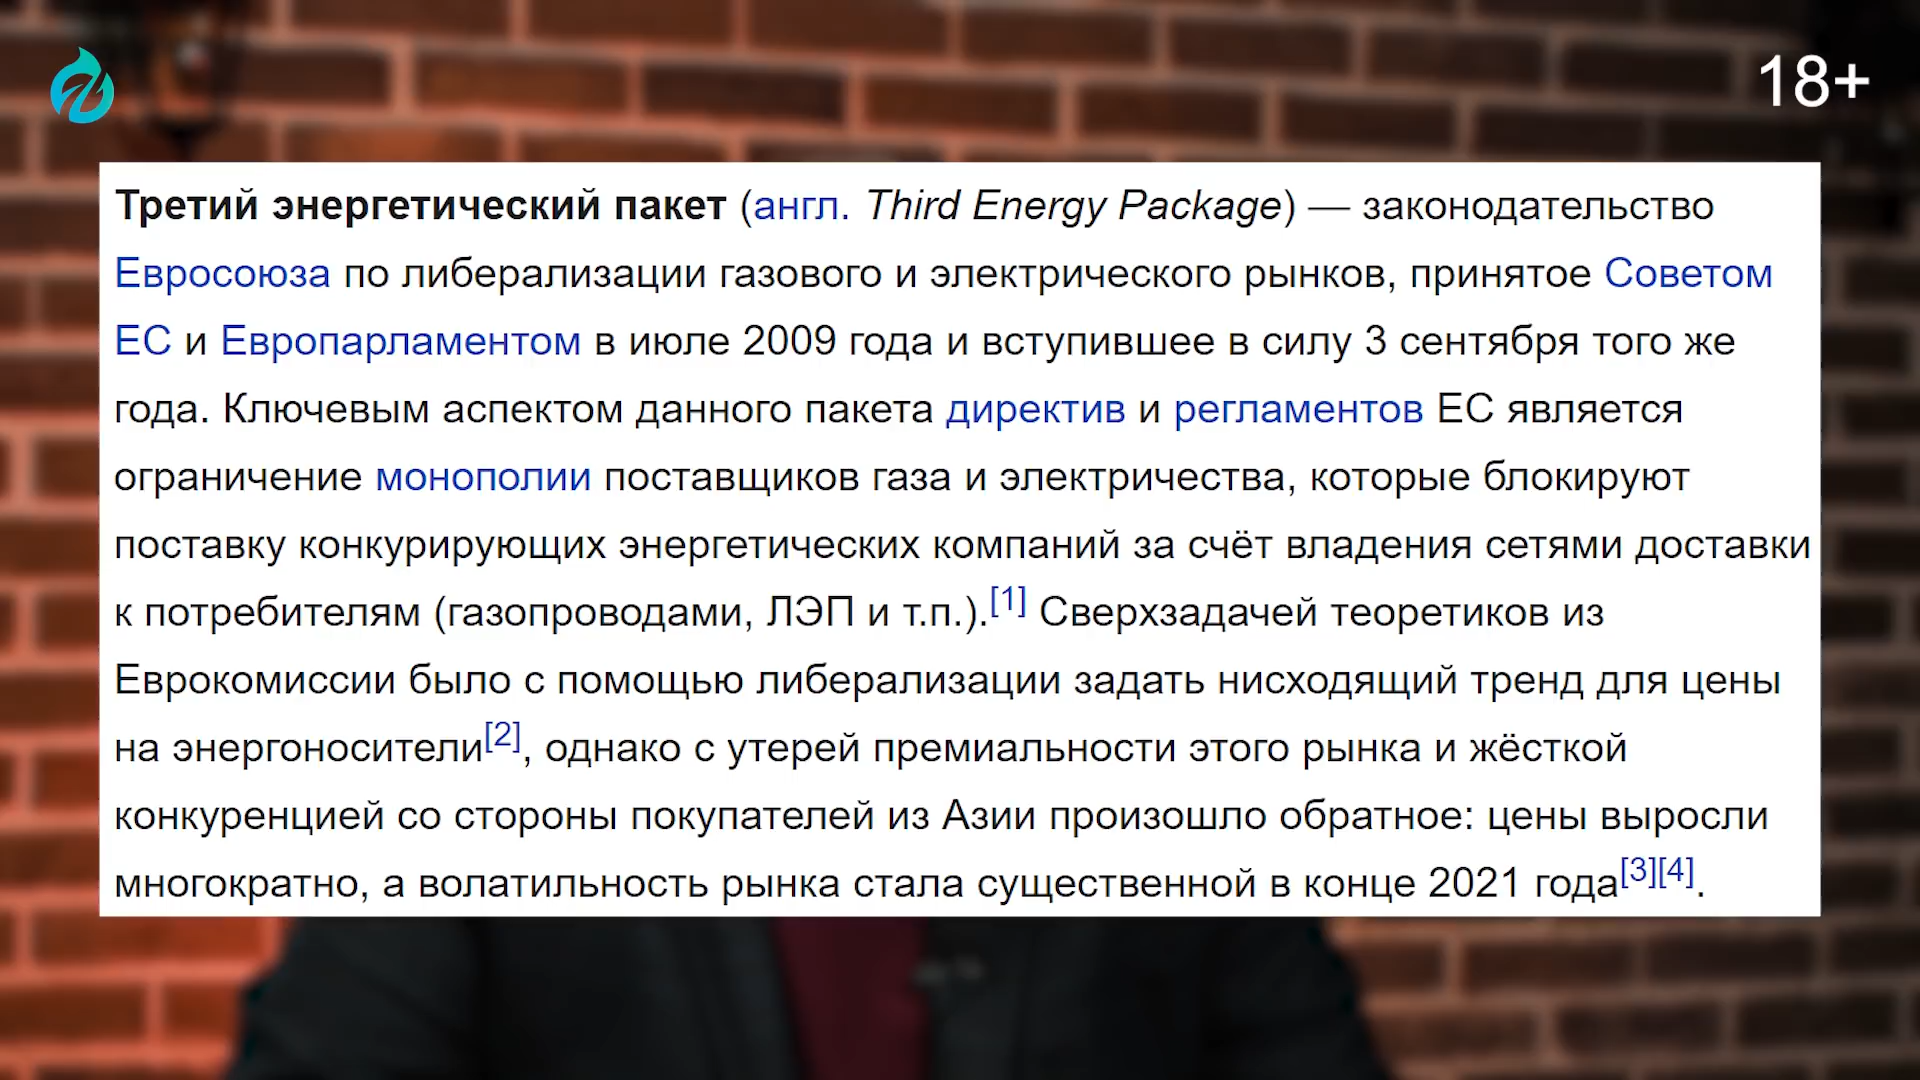 18+
Третий энергетический пакет (англ. Third Energy Package) — законодательство
Евросоюза по либерализации газового и электрического рынков, принятое Советом
ЕС и Европарламентом в июле 2009 года и вступившее в силу 3 сентября того же
года. Ключевым аспектом данного пакета директив и регламентов ЕС является
ограничение монополии поставщиков газа и электричества, которые блокируют
поставку конкурирующих энергетических компаний за счёт владения сетями доставки
к потребителям (газопроводами, ЛЭП и т.п.).[1] Сверхзадачей теоретиков из
Еврокомиссии было с помощью либерализации задать нисходящий тренд для цены
на энергоносители[2], однако с утерей премиальности этого рынка и жёсткой
конкуренцией со стороны покупателей из Азии произошло обратное: цены выросли
многократно, а волатильность рынка стала существенной в конце 2021 года[3][4].